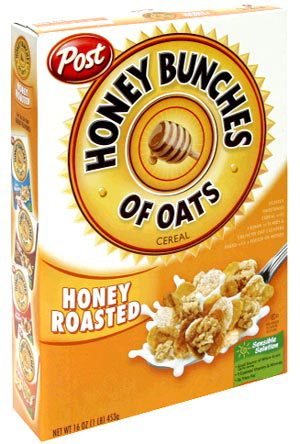 Post
HONEY BUNCHES
OF OATS
CEREAL
HONEY
ROASTED
Sensible
Solution
NET WT 16 OZ (1 LB) 453g